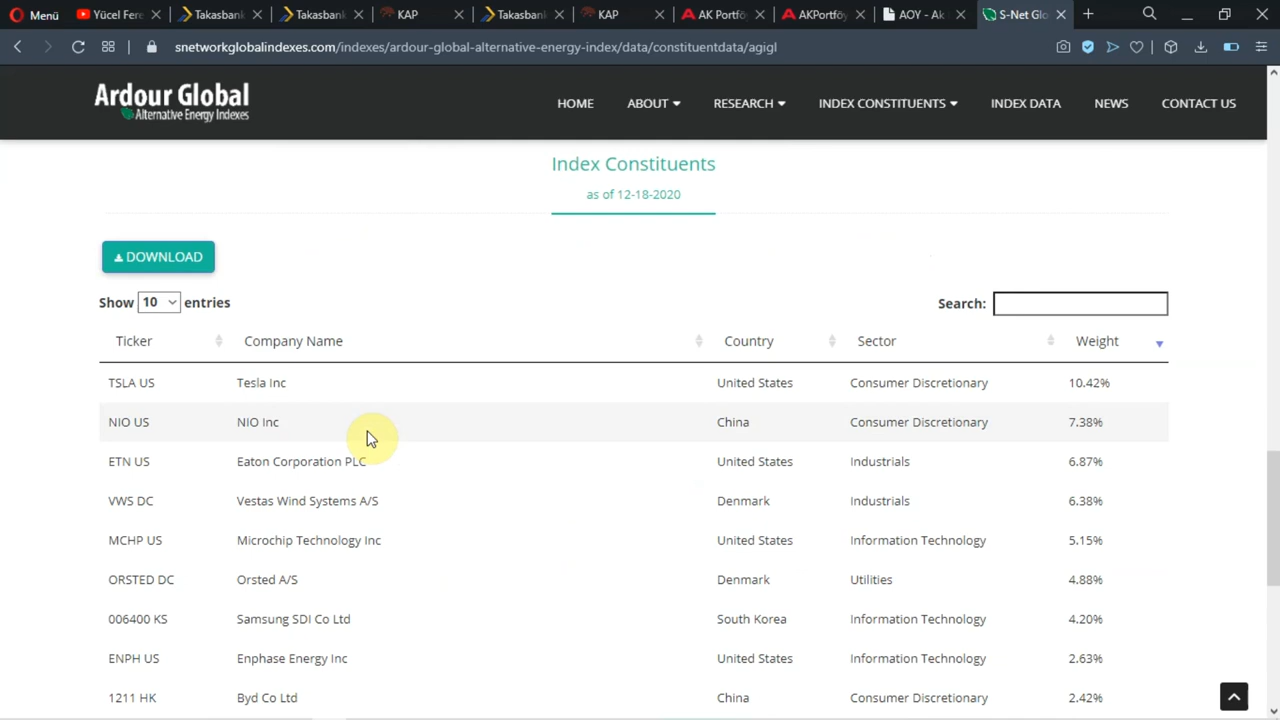 Menü
Yücel Fere
Takasban
Takasban
KAP
Takasban
KAP
AK Portföy
AKPortföy
AOY - Ak
S-Net Glo
snetworkglobalindexes.com/indexes/ardour-global-alternative-energy-index/data/constituentdata/agigl
Ardour Global
Alternative Energy Indexes
HOME
ABOUT
RESEARCH
INDEX CONSTITUENTS
INDEX DATA
NEWS
CONTACT US
Index Constituents
as of 12-18-2020
DOWNLOAD
Show 10 entries
Search:
Ticker Company Name Country Sector Weight
TSLA US Tesla Inc United States Consumer Discretionary 10.42%
NIO US NIO Inc China Consumer Discretionary 7.38%
ETN US Eaton Corporation PLC United States Industrials 6.87%
VWS DC Vestas Wind Systems A/S Denmark Industrials 6.38%
MCHP US Microchip Technology Inc United States Information Technology 5.15%
ORSTED DC Orsted A/S Denmark Utilities 4.88%
006400 KS Samsung SDI Co Ltd South Korea Information Technology 4.20%
ENPH US Enphase Energy Inc United States Information Technology 2.63%
1211 HK Byd Co Ltd China Consumer Discretionary 2.42%